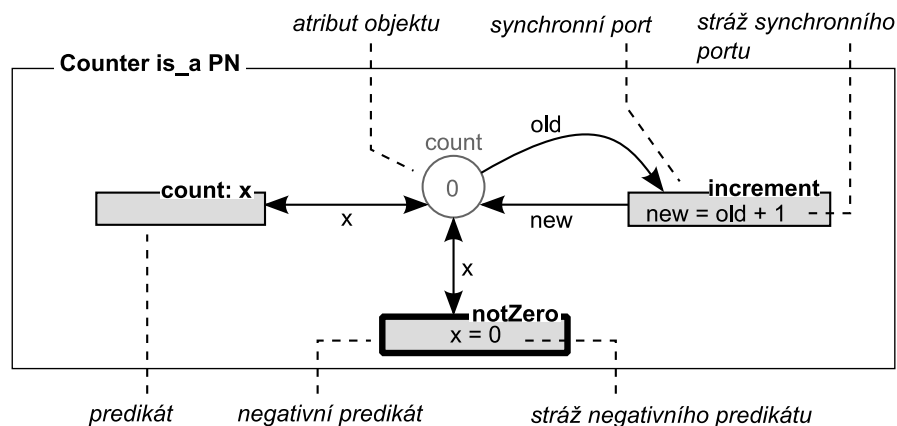 atribut objektu
synchronní port
stráž synchronního
portu
Counter is_a PN
count
old
0
count: x
increment
x
new
new = old + 1
x
notZero
x = 0
predikát
negativní predikát
stráž negativního predikátu